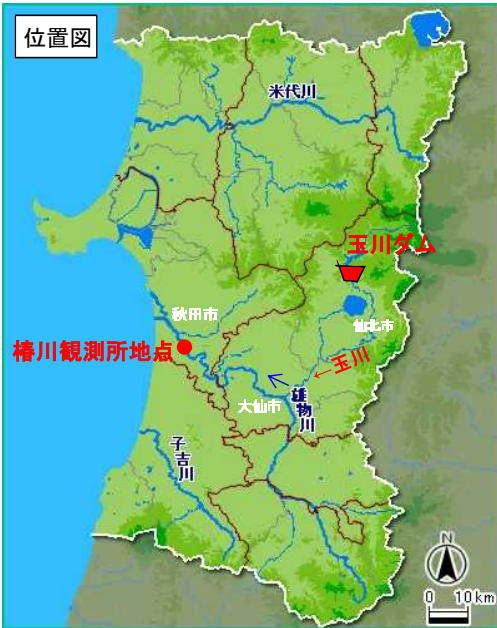 位置図
米代川
玉川ダム
秋田市
仙北市
椿川観測所地点
←玉川
大仙市
雄物川
子吉川
N
0 10km